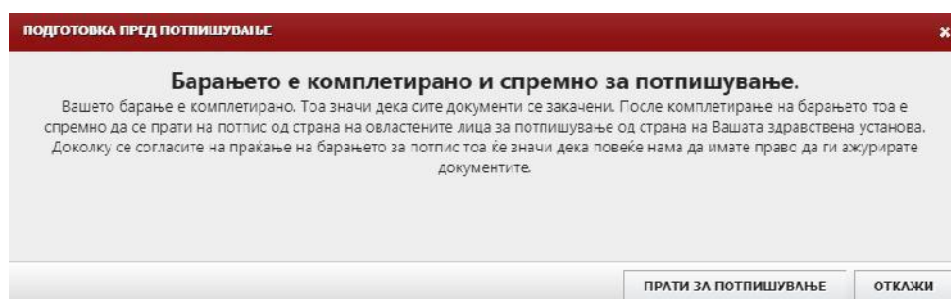 ПОДГОТОВКА ПРЕД ПОТПИШУВАЊЕ
Барањето е комплетирано и спремно за потпишување.
Вашето барање е комплетирано. Тоа значи дека сите документи се закачени. После комплетирање на барањето тоа е
спремно да се прати на потпис од страна на овластените лица за потпишување од страна на Вашата здравствена установа.
Доколку се согласите на праќање на барањето за потпис тоа ќе значи дека повеќе нама да имате право да ги ажурирате
документите.
ПРАТИ ЗА ПОТПИШУВАЊЕ ОТКАЖИ